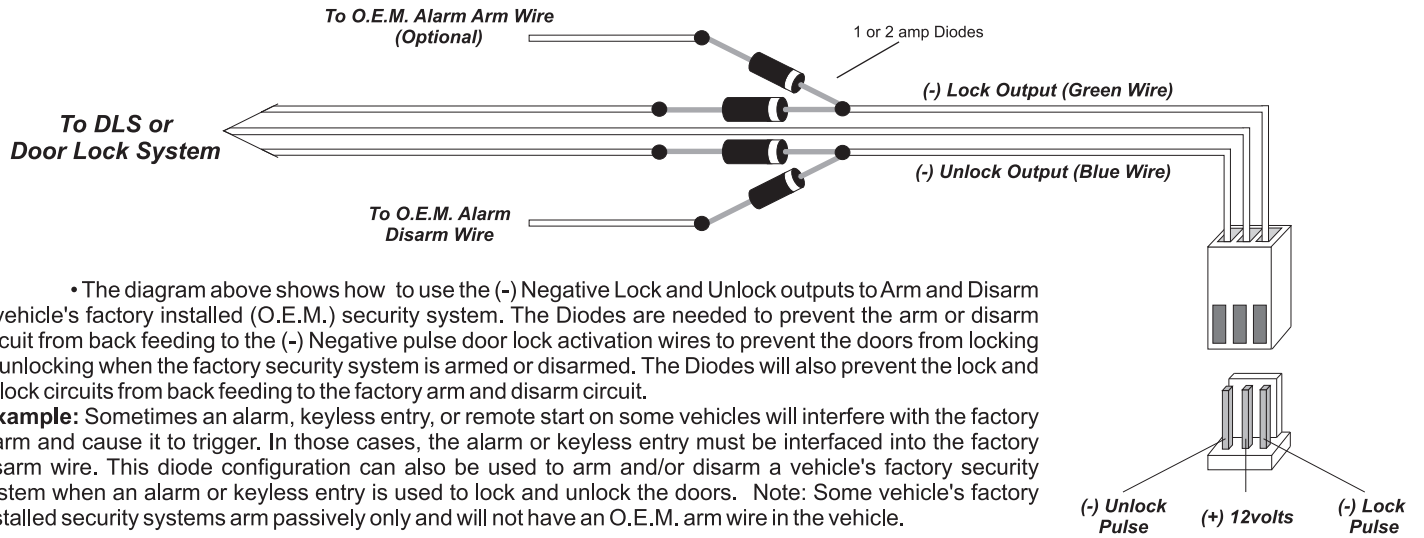 To O.E.M. Alarm Arm Wire
(Optional)
1 or 2 amp Diodes
(-) Lock Output (Green Wire)
To DLS or
Door Lock System
(-) Unlock Output (Blue Wire)
To O.E.M. Alarm
Disarm Wire
• The diagram above shows how to use the (-) Negative Lock and Unlock outputs to Arm and Disarm
vehicle's factory installed (O.E.M.) security system. The Diodes are needed to prevent the arm or disarm
cuit from back feeding to the (-) Negative pulse door lock activation wires to prevent the doors from locking
unlocking when the factory security system is armed or disarmed. The Diodes will also prevent the lock and
lock circuits from back feeding to the factory arm and disarm circuit.
xample: Sometimes an alarm, keyless entry, or remote start on some vehicles will interfere with the factory
arm and cause it to trigger. In those cases, the alarm or keyless entry must be interfaced into the factory
sarm wire. This diode configuration can also be used to arm and/or disarm a vehicle's factory security
stem when an alarm or keyless entry is used to lock and unlock the doors. Note: Some vehicle's factory
stalled security systems arm passively only and will not have an O.E.M. arm wire in the vehicle.
(-) Unlock
Pulse
(+) 12volts
(-) Lock
Pulse